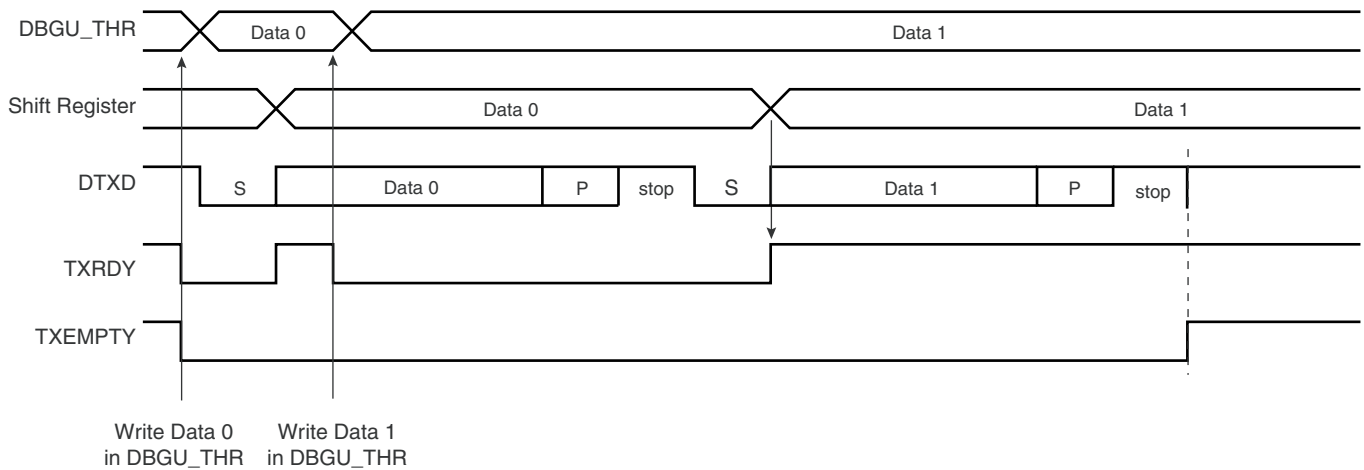 DBGU_THR Data 0 Data 1
Shift Register Data 0 Data 1
DTXD S Data 0 P stop S Data 1 P stop
TXRDY
TXEMPTY
Write Data 0 Write Data 1
in DBGU_THR in DBGU_THR